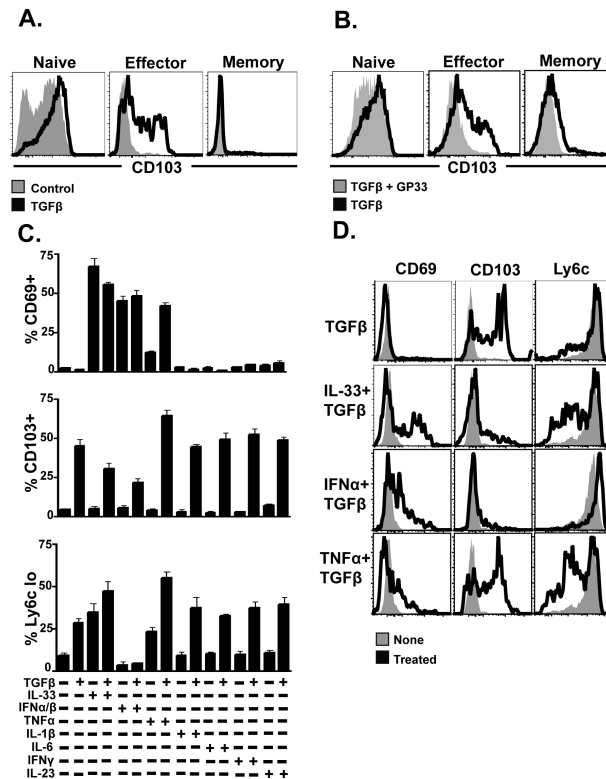 A.
Naive Effector Memory
CD103
Control
TGFβ
B.
Naive Effector Memory
CD103
TGFβ + GP33
TGFβ
C.
% CD69+
75
50
25
0
% CD103+
75
50
25
0
% Ly6c lo
75
50
25
0
TGFβ − + − + − + − + − + − + − + − +
IL-33 − − + + − − − − − − − − − − − −
IFNα/β − − − − + + − − − − − − − − − −
TNFα − − − − − − + + − − − − − − − −
IL-1β − − − − − − − − + + − − − − − −
IL-6 − − − − − − − − − − + + − − − −
IFNγ − − − − − − − − − − − − + + − −
IL-23 − − − − − − − − − − − − − − + +
D.
CD69 CD103 Ly6c
TGFβ
IL-33+
TGFβ
IFNα+
TGFβ
TNFα+
TGFβ
None
Treated